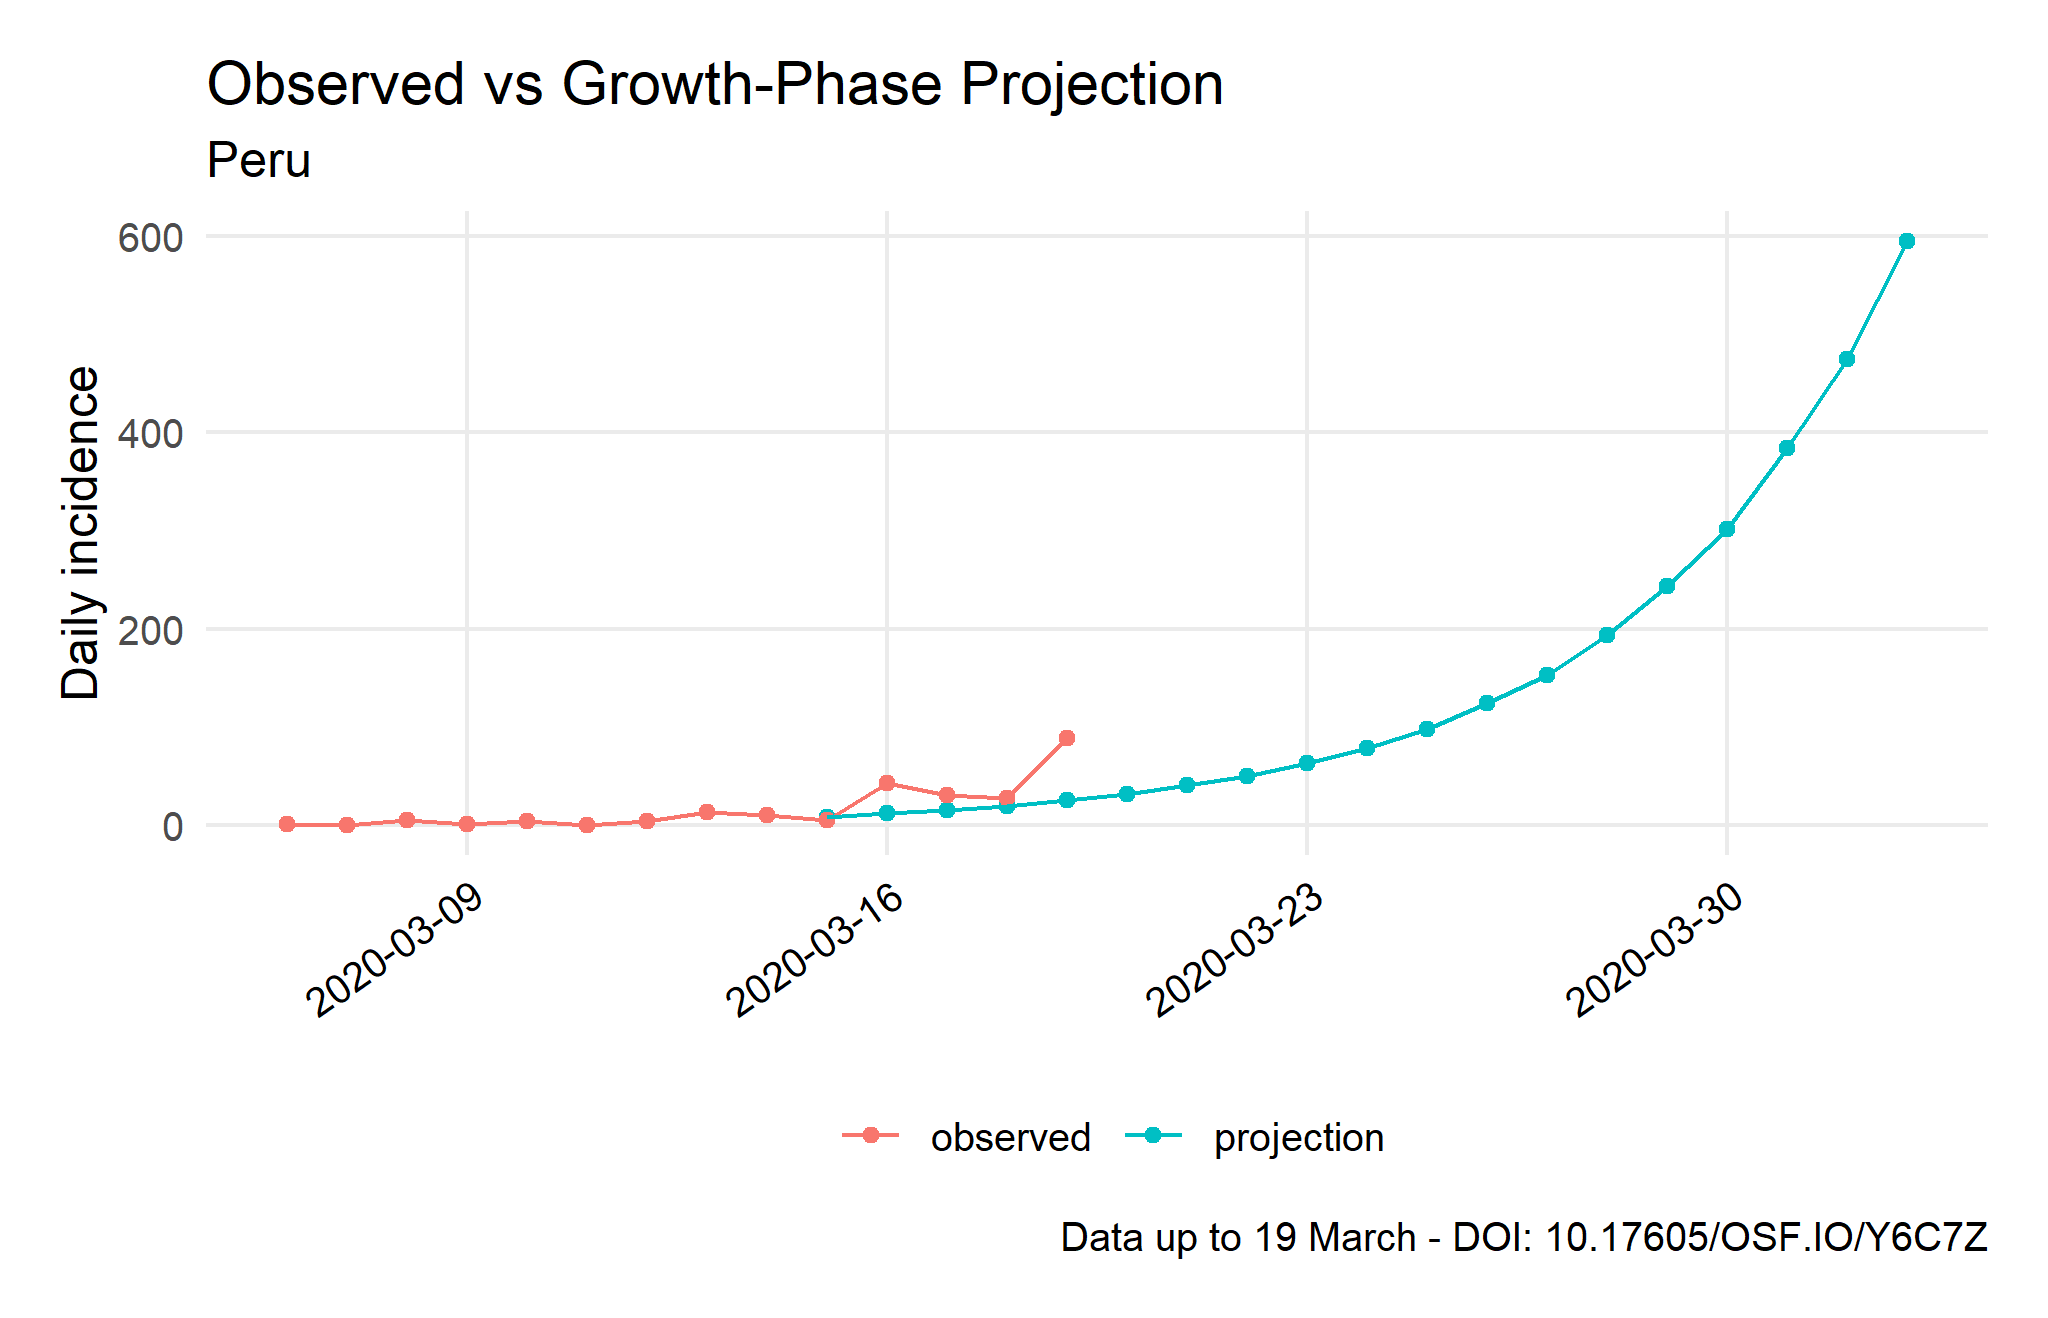 Observed vs Growth-Phase Projection
Peru
Daily incidence
600
400
200
0
2020-03-09
2020-03-16
2020-03-23
2020-03-30
observed
projection
Data up to 19 March - DOI: 10.17605/OSF.IO/Y6C7Z